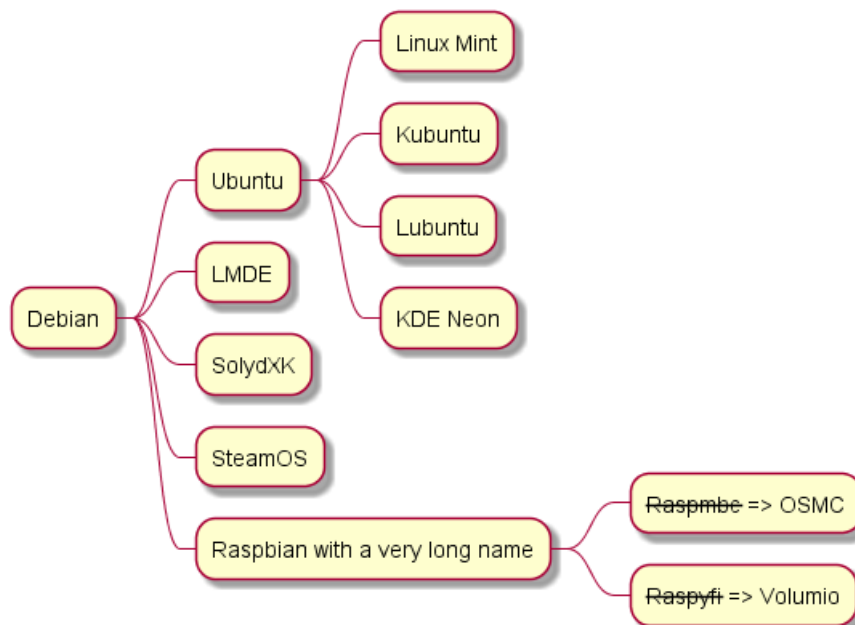 Debian
Ubuntu
Linux Mint
Kubuntu
Lubuntu
KDE Neon
LMDE
SolydXK
SteamOS
Raspbian with a very long name
Raspmbc => OSMC
Raspyfi => Volumio